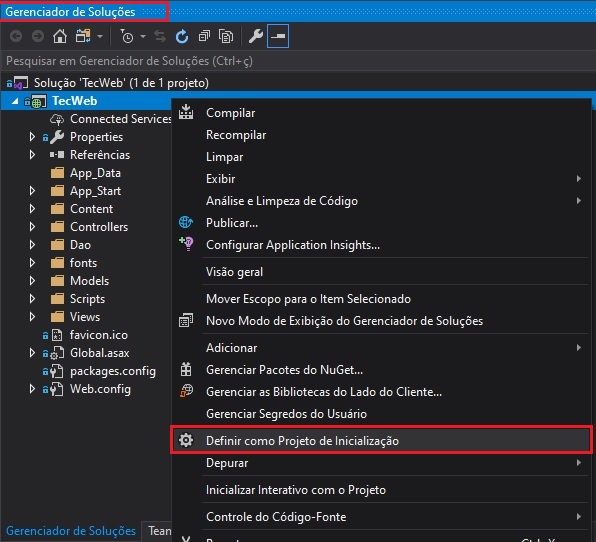 Gerenciador de Soluções
Pesquisar em Gerenciador de Soluções (Ctrl+ç)
Solução 'TecWeb' (1 de 1 projeto)
TecWeb
Connected Services
Properties
Referências
App_Data
App_Start
Content
Controllers
Dao
fonts
Models
Scripts
Views
favicon.ico
Global.asax
packages.config
Web.config
Compilar
Recompilar
Limpar
Exibir
Análise e Limpeza de Código
Publicar...
Configurar Application Insights...
Visão geral
Mover Escopo para o Item Selecionado
Novo Modo de Exibição do Gerenciador de Soluções
Adicionar
Gerenciar Pacotes do NuGet...
Gerenciar as Bibliotecas do Lado do Cliente...
Gerenciar Segredos do Usuário
Definir como Projeto de Inicialização
Depurar
Inicializar Interativo com o Projeto
Controle do Código-Fonte
Gerenciador de Soluções
Team